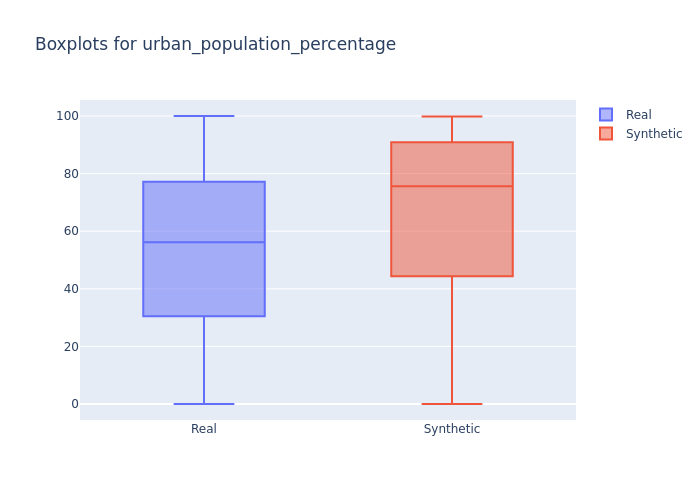 Boxplots for urban_population_percentage
100
80
60
40
20
0
Real
Synthetic
Real
Synthetic